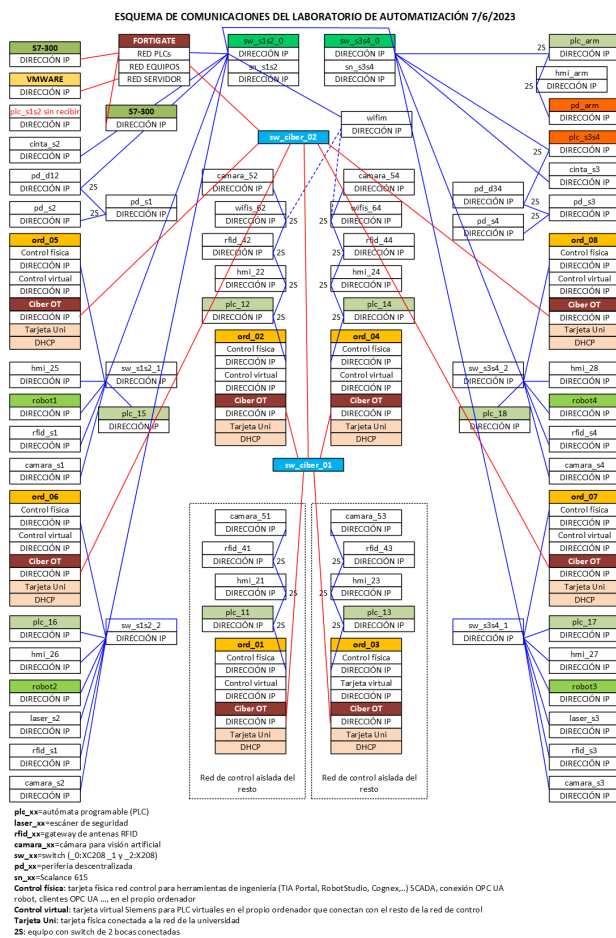 ESQUEMA DE COMUNICACIONES DEL LABORATORIO DE AUTOMATIZACIÓN 7/6/2023
S7-300
DIRECCIÓN IP
VMWARE
DIRECCIÓN IP
plc_s1s2 sin recibir
DIRECCIÓN IP
cinta_s2
DIRECCIÓN IP
pd_d12
DIRECCIÓN IP
pd_s2
DIRECCIÓN IP
FORTIGATE
RED PLCs
RED EQUIPOS
RED SERVIDOR
S7-300
DIRECCIÓN IP
2S
pd_s1
DIRECCIÓN IP
sw_s1s2_0
DIRECCIÓN IP
sn_s1s2
DIRECCIÓN IP
sw_s3s4_0
DIRECCIÓN IP
sn_s3s4
DIRECCIÓN IP
wifim
DIRECCIÓN IP
sw_ciber_02
plc_arm
DIRECCIÓN IP
2S
hmi_arm
DIRECCIÓN IP
pd_arm
DIRECCIÓN IP
plc_s3s4
DIRECCIÓN IP
2S
cinta_s3
DIRECCIÓN IP
pd_d34
DIRECCIÓN IP
pd_s3
DIRECCIÓN IP
2S
pd_s4
DIRECCIÓN IP
ord_05
Control física
DIRECCIÓN IP
Control virtual
DIRECCIÓN IP
Ciber OT
DIRECCIÓN IP
Tarjeta Uni
DHCP
camara_52
DIRECCIÓN IP
wifis_62
DIRECCIÓN IP
2S
rfid_42
DIRECCIÓN IP
2S
hmi_22
DIRECCIÓN IP
plc_12
DIRECCIÓN IP
2S
ord_02
Control física
DIRECCIÓN IP
Control virtual
DIRECCIÓN IP
Ciber OT
DIRECCIÓN IP
Tarjeta Uni
DHCP
camara_54
DIRECCIÓN IP
wifis_64
DIRECCIÓN IP
2S
rfid_44
DIRECCIÓN IP
2S
hmi_24
DIRECCIÓN IP
plc_14
DIRECCIÓN IP
2S
ord_04
Control física
DIRECCIÓN IP
Control virtual
DIRECCIÓN IP
Ciber OT
DIRECCIÓN IP
Tarjeta Uni
DHCP
ord_08
Control física
DIRECCIÓN IP
Control virtual
DIRECCIÓN IP
Ciber OT
DIRECCIÓN IP
Tarjeta Uni
DHCP
hmi_25
DIRECCIÓN IP
robot1
DIRECCIÓN IP
rfid_s1
DIRECCIÓN IP
camara_s1
DIRECCIÓN IP
sw_s1s2_1
DIRECCIÓN IP
plc_15
DIRECCIÓN IP
sw_s3s4_2
DIRECCIÓN IP
plc_18
DIRECCIÓN IP
hmi_28
DIRECCIÓN IP
robot4
DIRECCIÓN IP
rfid_s4
DIRECCIÓN IP
camara_s4
DIRECCIÓN IP
sw_ciber_01
ord_06
Control física
DIRECCIÓN IP
Control virtual
DIRECCIÓN IP
Ciber OT
DIRECCIÓN IP
Tarjeta Uni
DHCP
camara_51
DIRECCIÓN IP
rfid_41
DIRECCIÓN IP
2S
hmi_21
DIRECCIÓN IP
2S
plc_11
DIRECCIÓN IP
2S
ord_01
Control física
DIRECCIÓN IP
Control virtual
DIRECCIÓN IP
Ciber OT
DIRECCIÓN IP
Tarjeta Uni
DHCP
Red de control aislada del
resto
camara_53
DIRECCIÓN IP
rfid_43
DIRECCIÓN IP
2S
hmi_23
DIRECCIÓN IP
2S
plc_13
DIRECCIÓN IP
2S
ord_03
Control física
DIRECCIÓN IP
Tarjeta virtual
DIRECCIÓN IP
Ciber OT
DIRECCIÓN IP
Tarjeta Uni
DHCP
Red de control aislada del
resto
ord_07
Control física
DIRECCIÓN IP
Control virtual
DIRECCIÓN IP
Ciber OT
DIRECCIÓN IP
Tarjeta Uni
DHCP
plc_16
DIRECCIÓN IP
hmi_26
DIRECCIÓN IP
robot2
DIRECCIÓN IP
laser_s2
DIRECCIÓN IP
rfid_s1
DIRECCIÓN IP
camara_s2
DIRECCIÓN IP
sw_s1s2_2
DIRECCIÓN IP
sw_s3s4_1
DIRECCIÓN IP
plc_17
DIRECCIÓN IP
hmi_27
DIRECCIÓN IP
robot3
DIRECCIÓN IP
laser_s3
DIRECCIÓN IP
rfid_s3
DIRECCIÓN IP
camara_s3
DIRECCIÓN IP
plc_xx=autómata programable (PLC)
laser_xx=escáner de seguridad
rfid_xx=gateway de antenas RFID
camara_xx=cámara para visión artificial
sw_xx=switch (_0:XC208 _1 y _2:X208)
pd_xx=periferia descentralizada
sn_xx=Scalance 615
Control física: tarjeta física red control para herramientas de ingeniería (TIA Portal, RobotStudio, Cognex,..) SCADA, conexión OPC UA
robot, clientes OPC UA ..., en el propio ordenador
Control virtual: tarjeta virtual Siemens para PLC virtuales en el propio ordenador que conectan con el resto de la red de control
Tarjeta Uni: tarjeta física conectada a la red de la universidad
2S: equipo con switch de 2 bocas conectadas